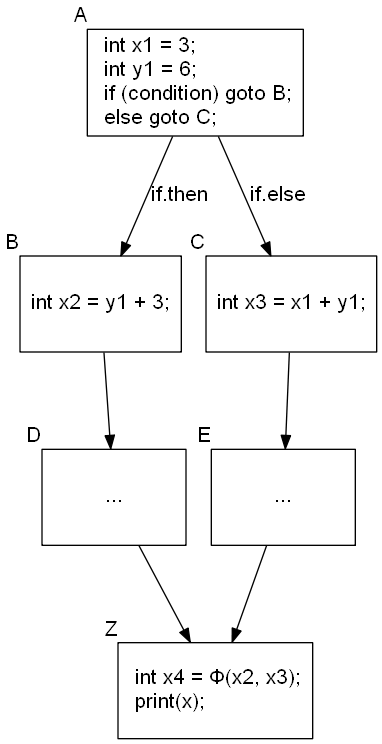 A
int x1 = 3;
int y1 = 6;
if (condition) goto B;
else goto C;
if.then
if.else
B
int x2 = y1 + 3;
C
int x3 = x1 + y1;
D
...
E
...
Z
int x4 = Φ(x2, x3);
print(x);